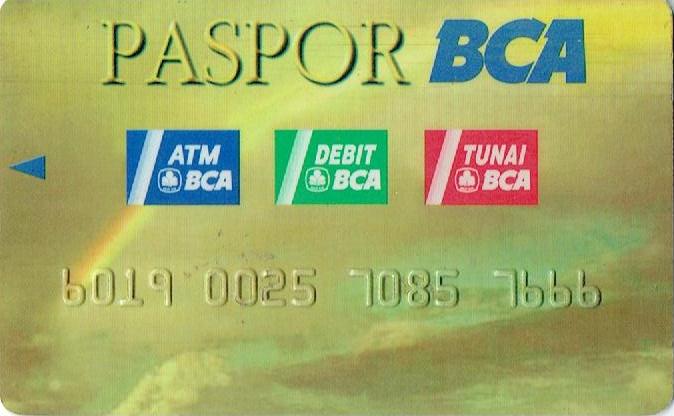 PASPOR BCA
ATM BCA
DEBIT BCA
TUNAI BCA
6019 0025 7085 7666